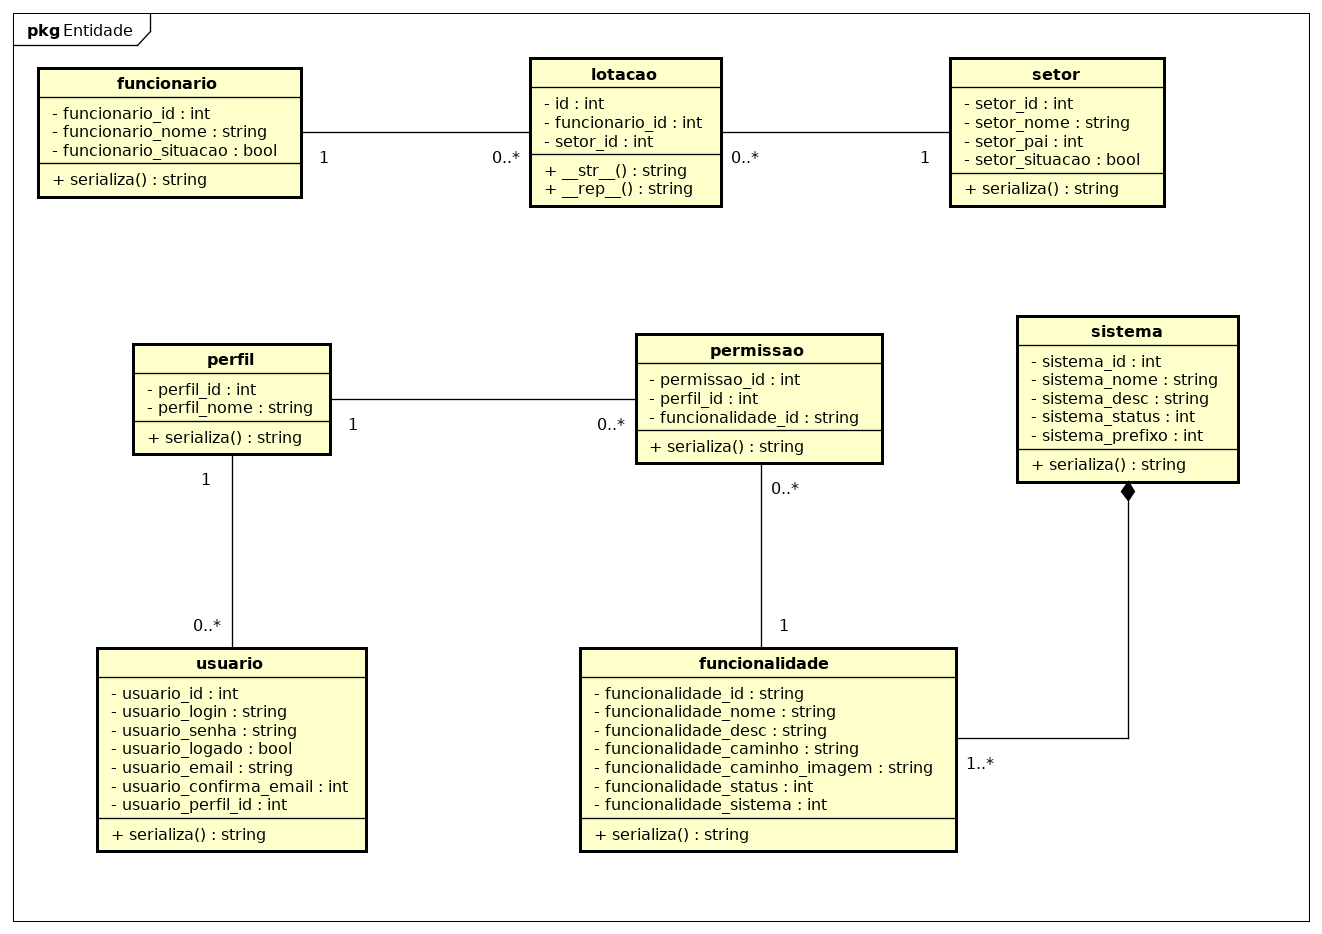 pkg Entidade
funcionario
- funcionario_id : int
- funcionario_nome : string
- funcionario_situacao : bool
+ serializa() : string
1
0..*
lotacao
- id : int
- funcionario_id : int
- setor_id : int
+ __str__() : string
+ __rep__() : string
0..*
1
setor
- setor_id : int
- setor_nome : string
- setor_pai : int
- setor_situacao : bool
+ serializa() : string
perfil
- perfil_id : int
- perfil_nome : string
+ serializa() : string
1
0..*
permissao
- permissao_id : int
- perfil_id : int
- funcionalidade_id : string
+ serializa() : string
sistema
- sistema_id : int
- sistema_nome : string
- sistema_desc : string
- sistema_status : int
- sistema_prefixo : int
+ serializa() : string
1
0..*
0..*
1
usuario
- usuario_id : int
- usuario_login : string
- usuario_senha : string
- usuario_logado : bool
- usuario_email : string
- usuario_confirma_email : int
- usuario_perfil_id : int
+ serializa() : string
funcionalidade
- funcionalidade_id : string
- funcionalidade_nome : string
- funcionalidade_desc : string
- funcionalidade_caminho : string
- funcionalidade_caminho_imagem : string
- funcionalidade_status : int
- funcionalidade_sistema : int
+ serializa() : string
1..*